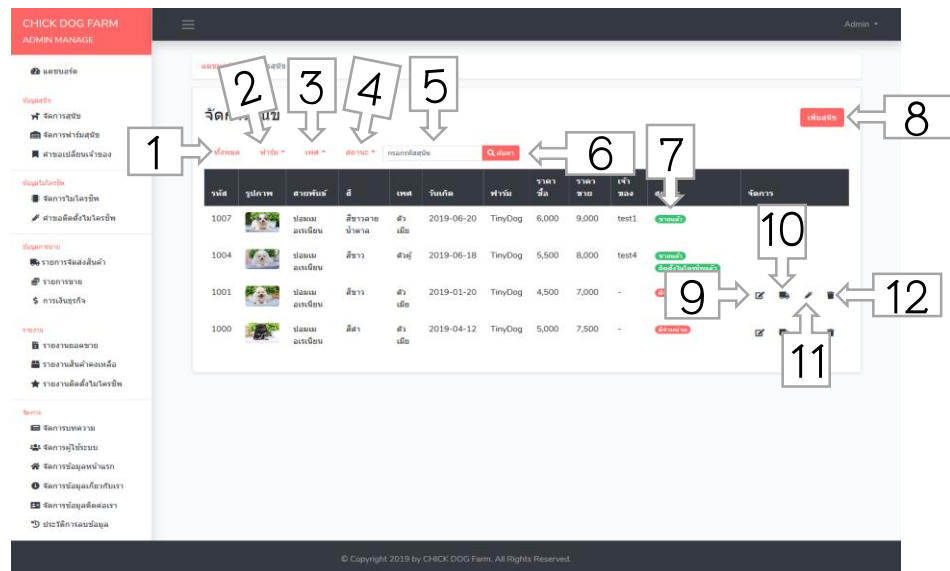 CHICK DOG FARM
ADMIN MANAGE
Admin
แดชบอร์ด
ข้อมูลสุนัข
จัดการสุนัข
จัดการฟาร์มสุนัข
คำขอเปลี่ยนเจ้าของ
ข้อมูลไมโครชิพ
จัดการไมโครชิพ
คำขอติดตั้งไมโครชิพ
ข้อมูลการขาย
รายการจัดส่งสินค้า
รายการขาย
การเงินธุรกิจ
รายงาน
รายงานยอดขาย
รายงานสินค้าคงเหลือ
รายงานติดตั้งไมโครชิพ
จัดการ
จัดการบทความ
จัดการผู้ใช้ระบบ
จัดการข้อมูลหน้าแรก
จัดการข้อมูลเกี่ยวกับเรา
จัดการข้อมูลติดต่อเรา
ประวัติการลบข้อมูล
2 3 4 5
เพิ่มสุนัข 8
1 ทั้งหมด ฟาร์ม เพศ สถานะ กรอกรหัสสุนัข ค้นหา 6 7
รหัส รูปภาพ สายพันธ์ สี เพศ วันเกิด ฟาร์ม ราคาซื้อ ราคาขาย เจ้าของ จัดการ
1007 ปอมเมอเรเนียน สีขาวลายน้ำตาล ตัวเมีย 2019-06-20 TinyDog 6,000 9,000 test1 ขายแล้ว
1004 ปอมเมอเรเนียน สีขาว ตัวผู้ 2019-06-18 TinyDog 5,500 8,000 test4 ขายแล้ว ติดตั้งไมโครชิพแล้ว
10
1001 ปอมเมอเรเนียน สีขาว ตัวเมีย 2019-01-20 TinyDog 4,500 7,000 - 9 12
1000 ปอมเมอเรเนียน สีดำ ตัวเมีย 2019-04-12 TinyDog 5,000 7,500 - มีจำหน่าย
11
© Copyright 2019 by CHICK DOG Farm. All Rights Reserved.